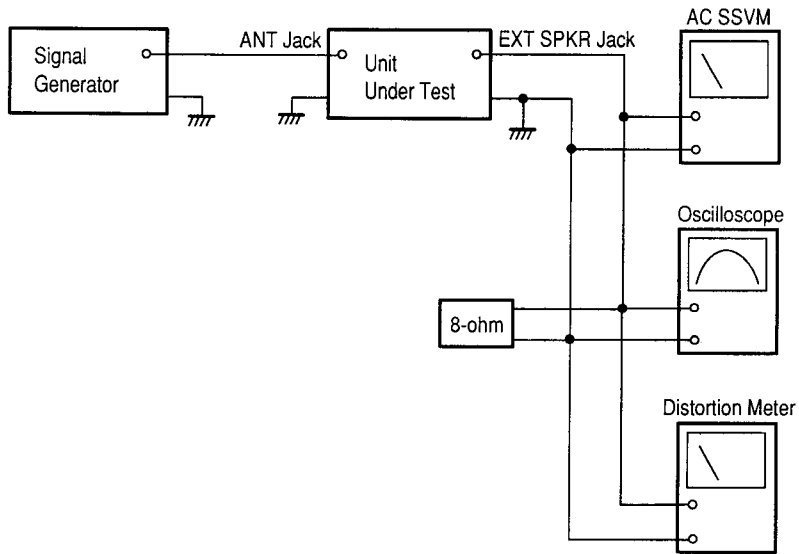 AC SSVM
Signal
Generator
ANT Jack
Unit
Under Test
EXT SPKR Jack
Oscilloscope
8-ohm
Distortion Meter